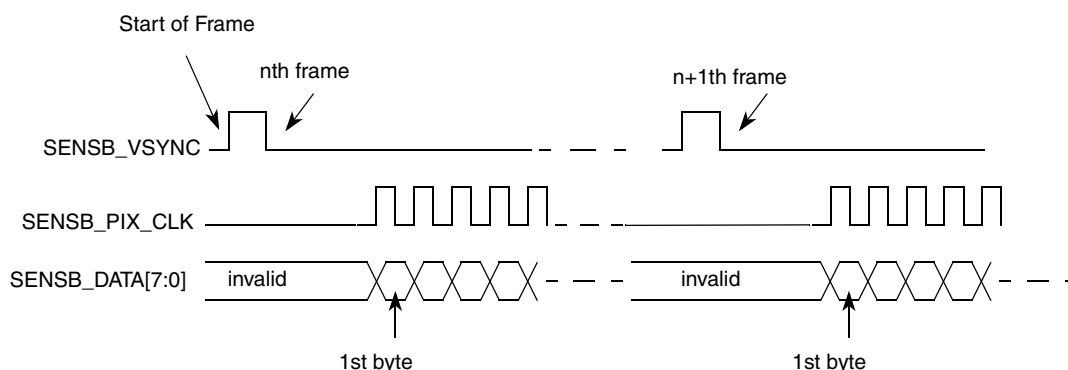 Start of Frame
nth frame
n+1th frame
SENSB_VSYNC
SENSB_PIX_CLK
SENSB_DATA[7:0]
invalid
invalid
1st byte
1st byte